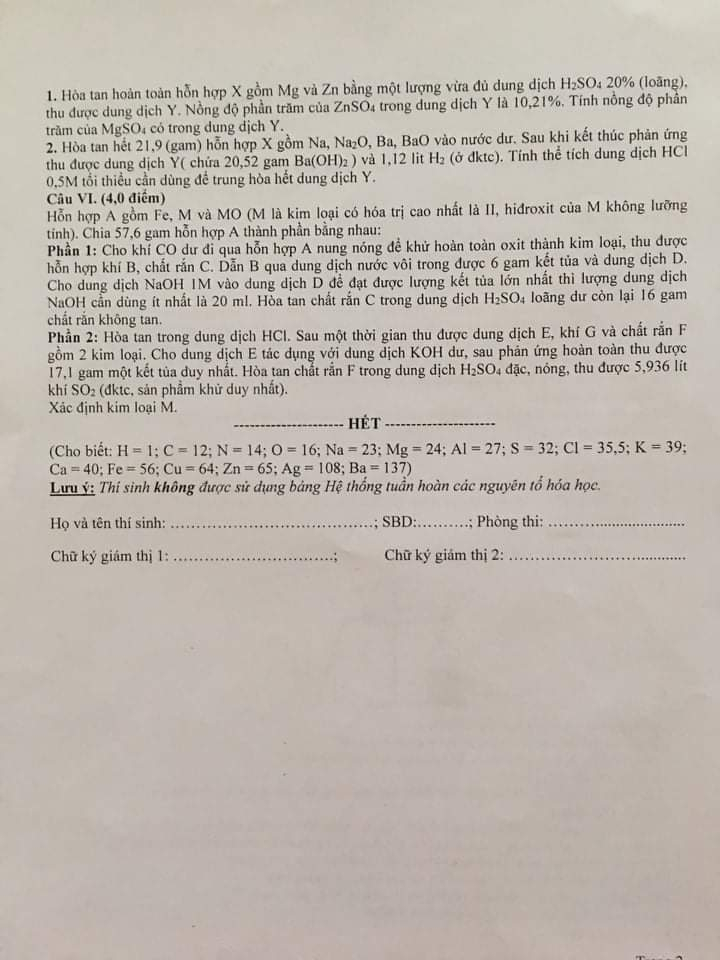 1. Hòa tan hoàn toàn hỗn hợp X gồm Mg và Zn bằng một lượng vừa đủ dung dịch H₂SO₄ 20% (loãng),
thu được dung dịch Y. Nồng độ phần trăm của ZnSO₄ trong dung dịch Y là 10,21%. Tính nồng độ phần
trăm của MgSO₄ có trong dung dịch Y.
2. Hòa tan hết 21,9 (gam) hỗn hợp X gồm Na, Na₂O, Ba, BaO vào nước dư. Sau khi kết thúc phản ứng
thu được dung dịch Y( chứa 20,52 gam Ba(OH)₂ ) và 1,12 lit H₂ (ở đktc). Tính thể tích dung dịch HCl
0,5M tối thiểu cần dùng để trung hòa hết dung dịch Y.
Câu VI. (4,0 điểm)
Hỗn hợp A gồm Fe, M và MO (M là kim loại có hóa trị cao nhất là II, hiđroxit của M không lưỡng
tính). Chia 57,6 gam hỗn hợp A thành phần bằng nhau:
Phần 1: Cho khí CO dư đi qua hỗn hợp A nung nóng để khử hoàn toàn oxit thành kim loại, thu được
hỗn hợp khí B, chất rắn C. Dẫn B qua dung dịch nước vôi trong được 6 gam kết tủa và dung dịch D.
Cho dung dịch NaOH 1M vào dung dịch D để đạt được lượng kết tủa lớn nhất thì lượng dung dịch
NaOH cần dùng ít nhất là 20 ml. Hòa tan chất rắn C trong dung dịch H₂SO₄ loãng dư còn lại 16 gam
chất rắn không tan.
Phần 2: Hòa tan trong dung dịch HCl. Sau một thời gian thu được dung dịch E, khí G và chất rắn F
gồm 2 kim loại. Cho dung dịch E tác dụng với dung dịch KOH dư, sau phản ứng hoàn toàn thu được
17,1 gam một kết tủa duy nhất. Hòa tan chất rắn F trong dung dịch H₂SO₄ đặc, nóng, thu được 5,936 lít
khí SO₂ (đktc, sản phẩm khử duy nhất).
Xác định kim loại M.
---------------------- HẾT ----------------------
(Cho biết: H = 1; C = 12; N = 14; O = 16; Na = 23; Mg = 24; Al = 27; S = 32; Cl = 35,5; K = 39;
Ca = 40; Fe = 56; Cu = 64; Zn = 65; Ag = 108; Ba = 137)
Lưu ý: Thí sinh không được sử dụng bảng Hệ thống tuần hoàn các nguyên tố hóa học.
Họ và tên thí sinh: ……………………………….; SBD:……….; Phòng thi: ……….....................
Chữ ký giám thị 1: ………………………….; Chữ ký giám thị 2: ……………………............